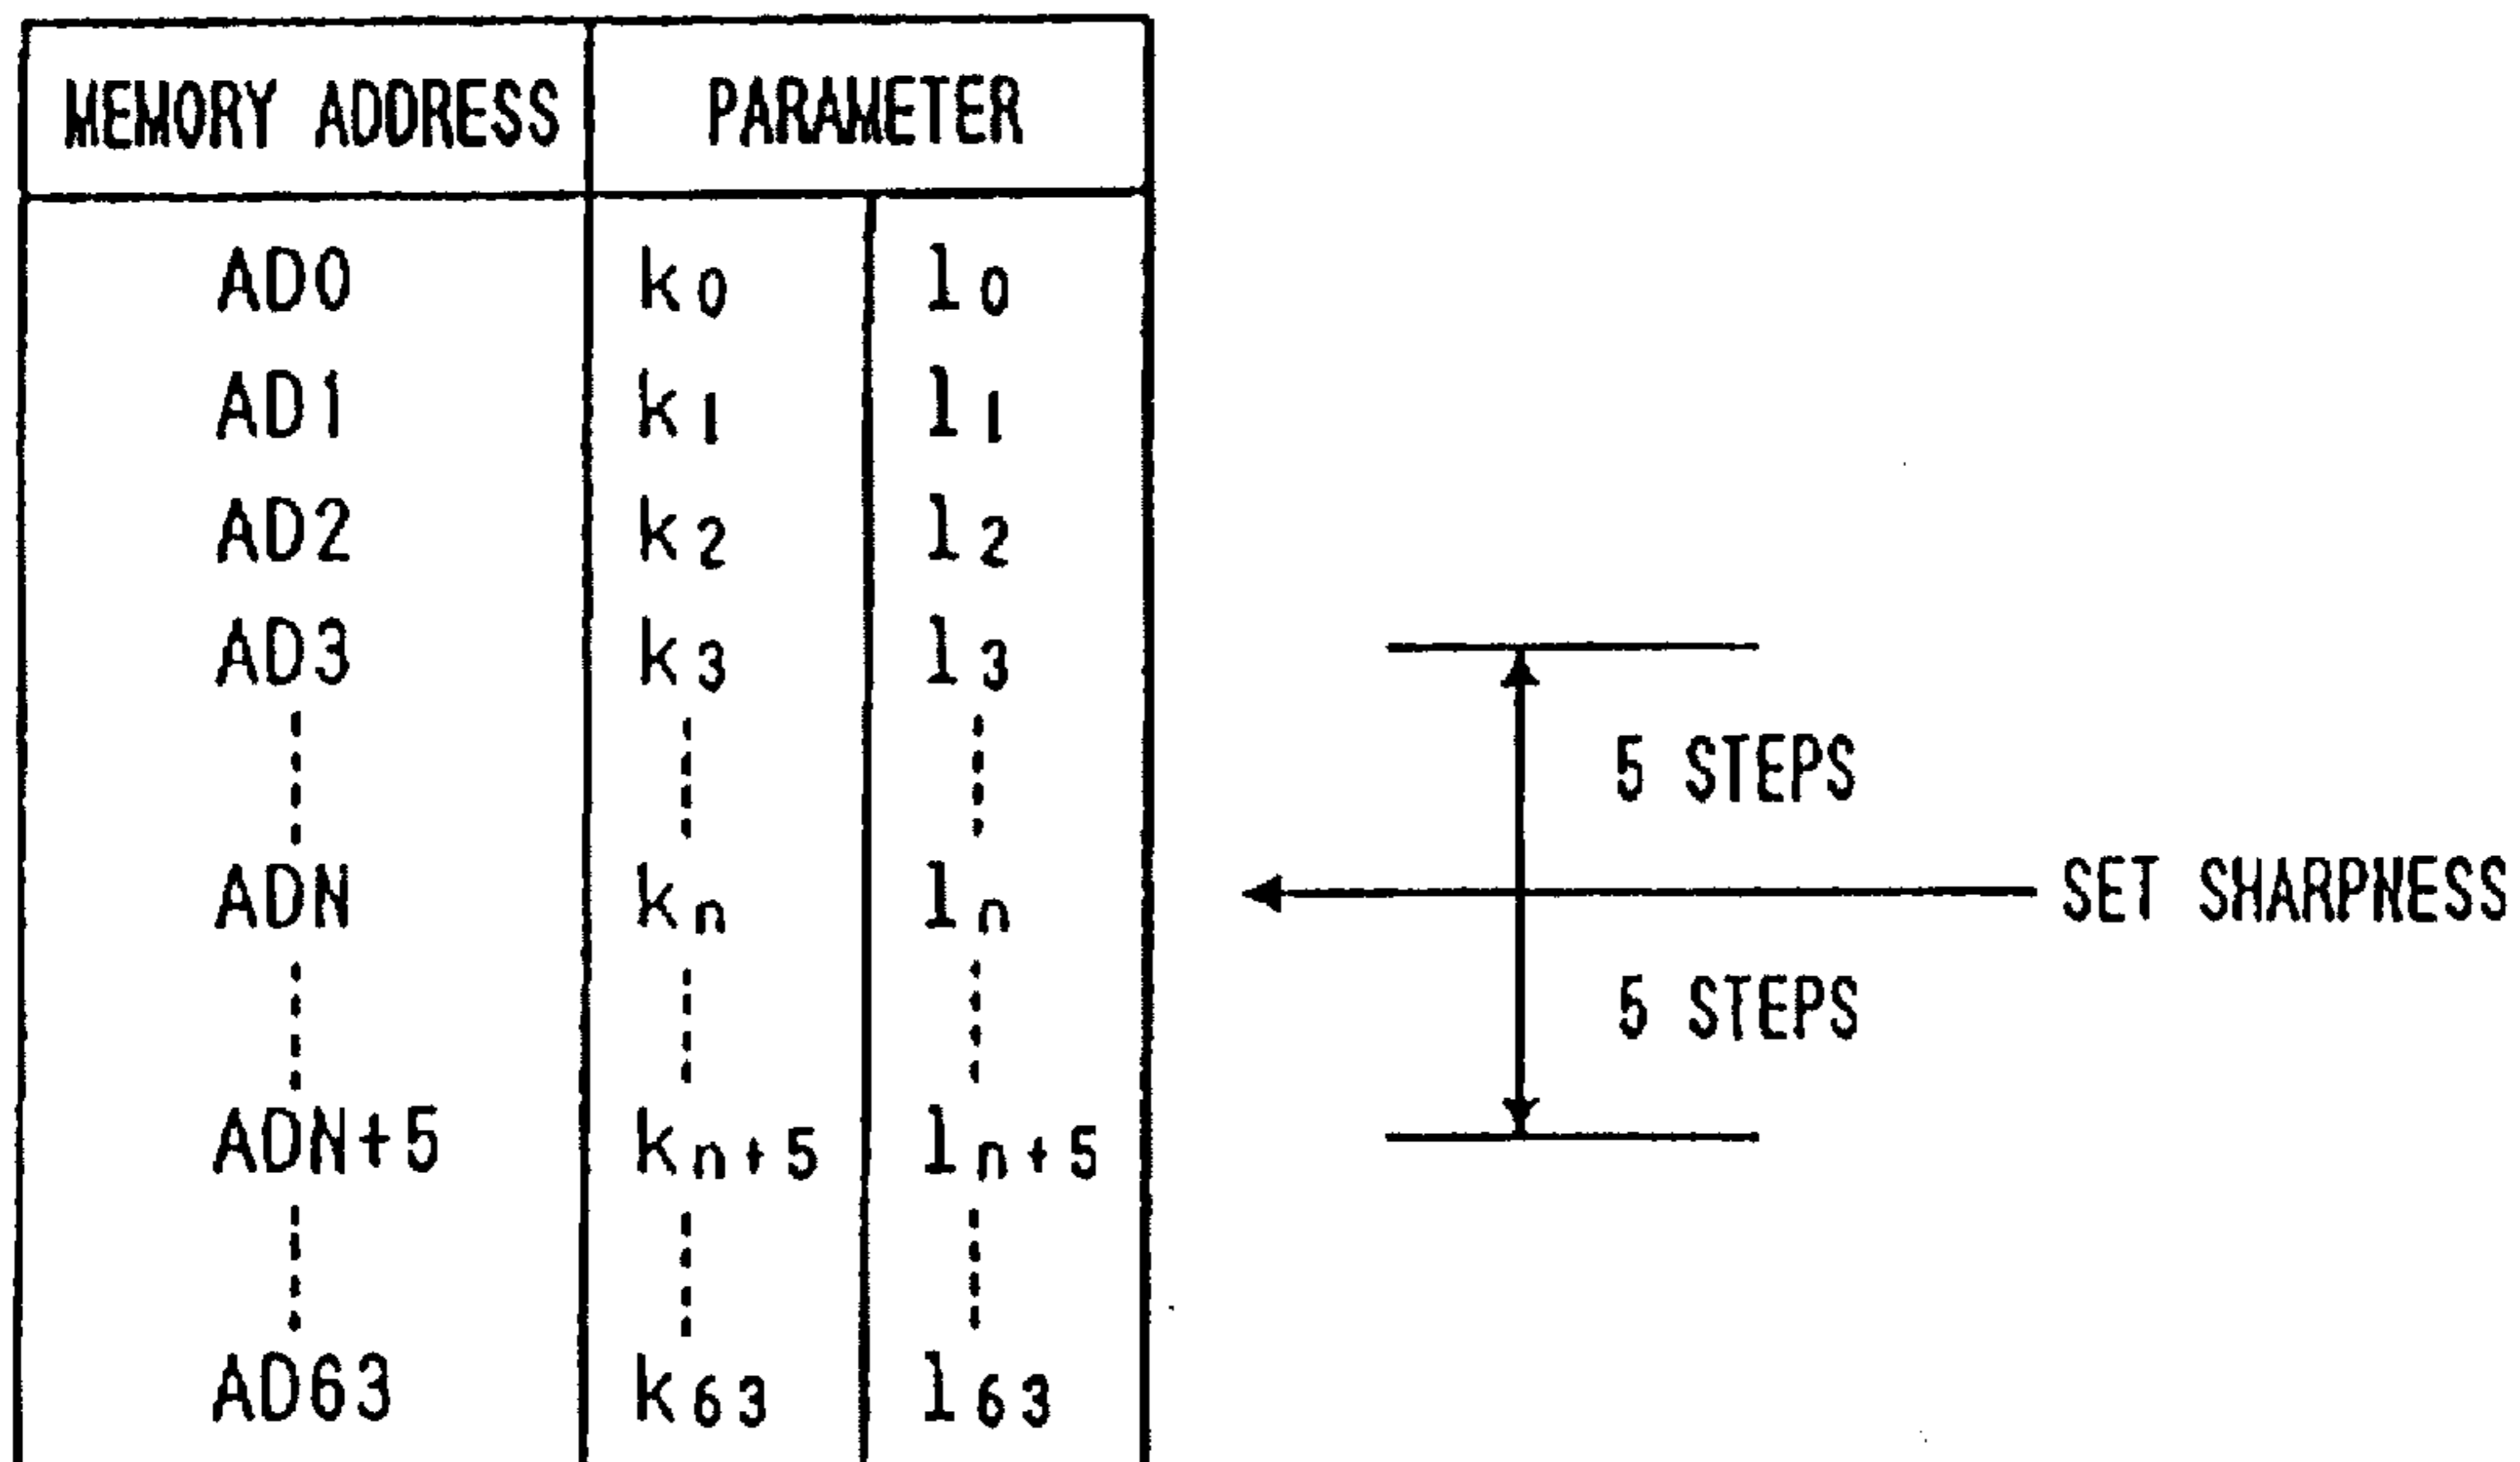 MEMORY ADDRESS PARAMETER
AD0 k0 l0
AD1 k1 l1
AD2 k2 l2
AD3 k3 l3
5 STEPS
ADN kn ln SET SHARPNESS
5 STEPS
ADN+5 kn+5 ln+5
AD63 k63 l63